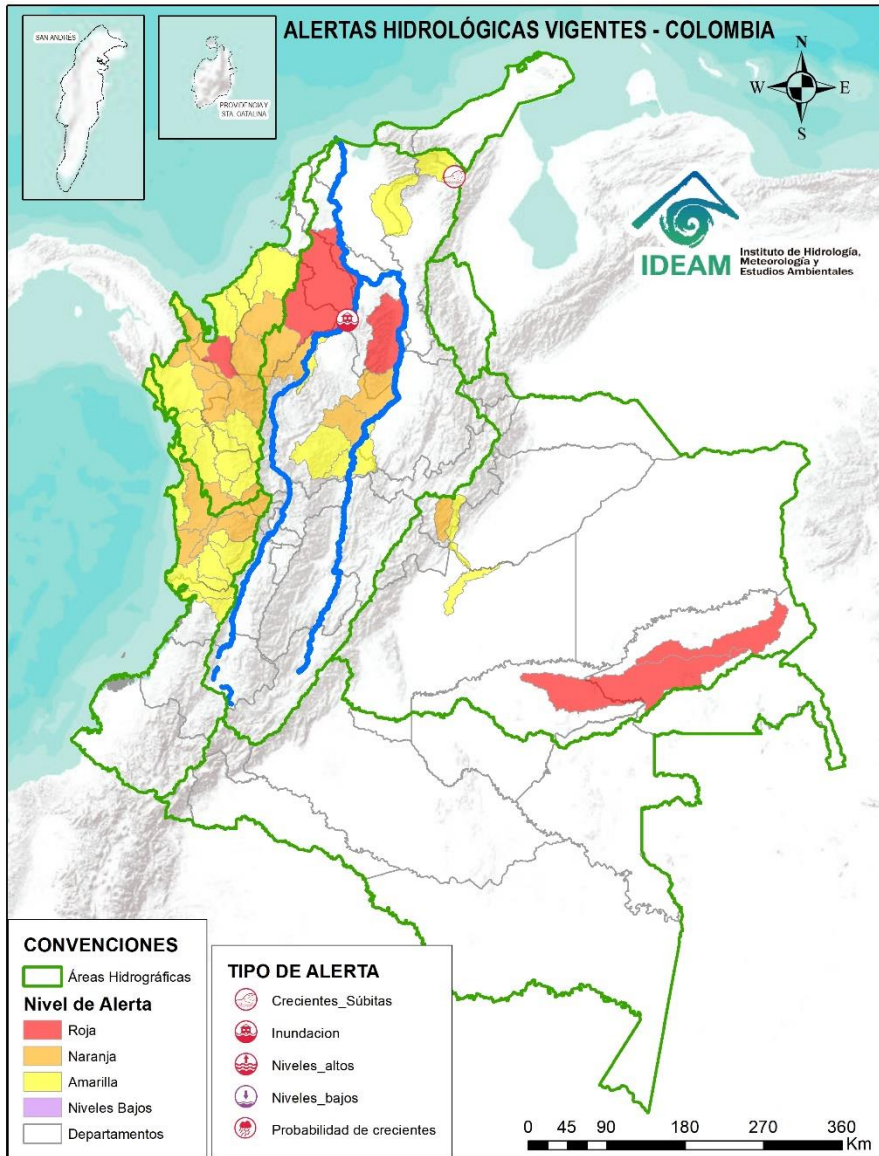 ALERTAS HIDROLÓGICAS VIGENTES - COLOMBIA
SAN ANDRÉS
PROVIDENCIA Y
STA. CATALINA
N
W
E
S
IDEAM
Instituto de Hidrología,
Meteorología y
Estudios Ambientales
CONVENCIONES
Áreas Hidrográficas
Nivel de Alerta
Roja
Naranja
Amarilla
Niveles Bajos
Departamentos
TIPO DE ALERTA
Crecientes_Súbitas
Inundacion
Niveles_altos
Niveles_bajos
Probabilidad de crecientes
0 45 90 180 270 360
Km